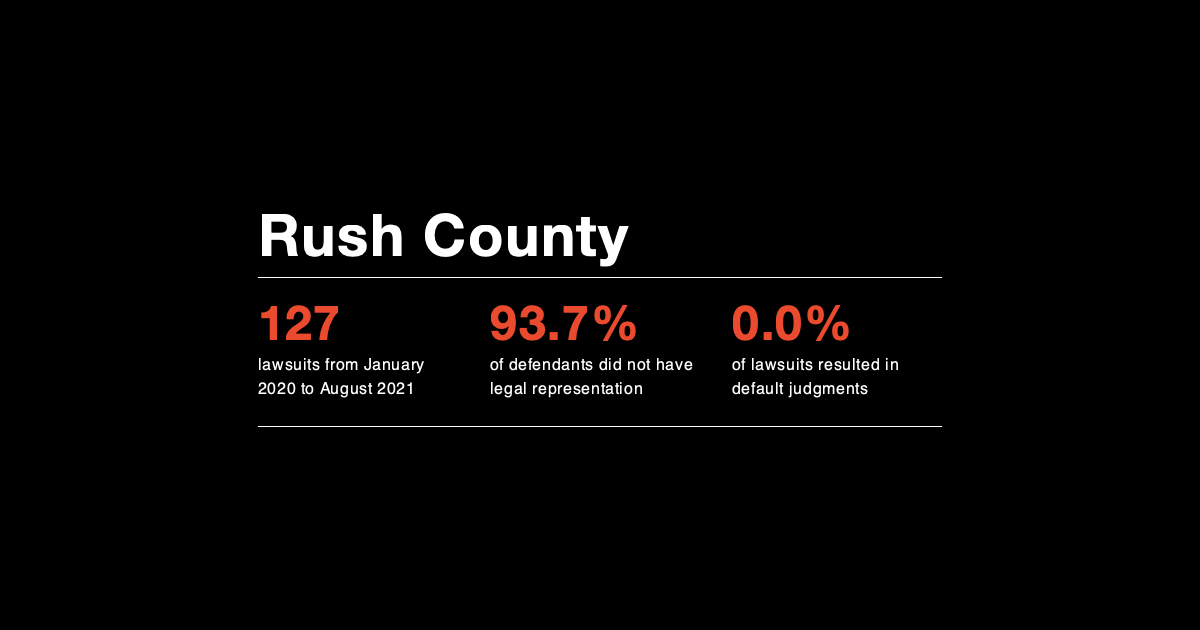 Rush County
127
lawsuits from January
2020 to August 2021
93.7%
of defendants did not have
legal representation
0.0%
of lawsuits resulted in
default judgments